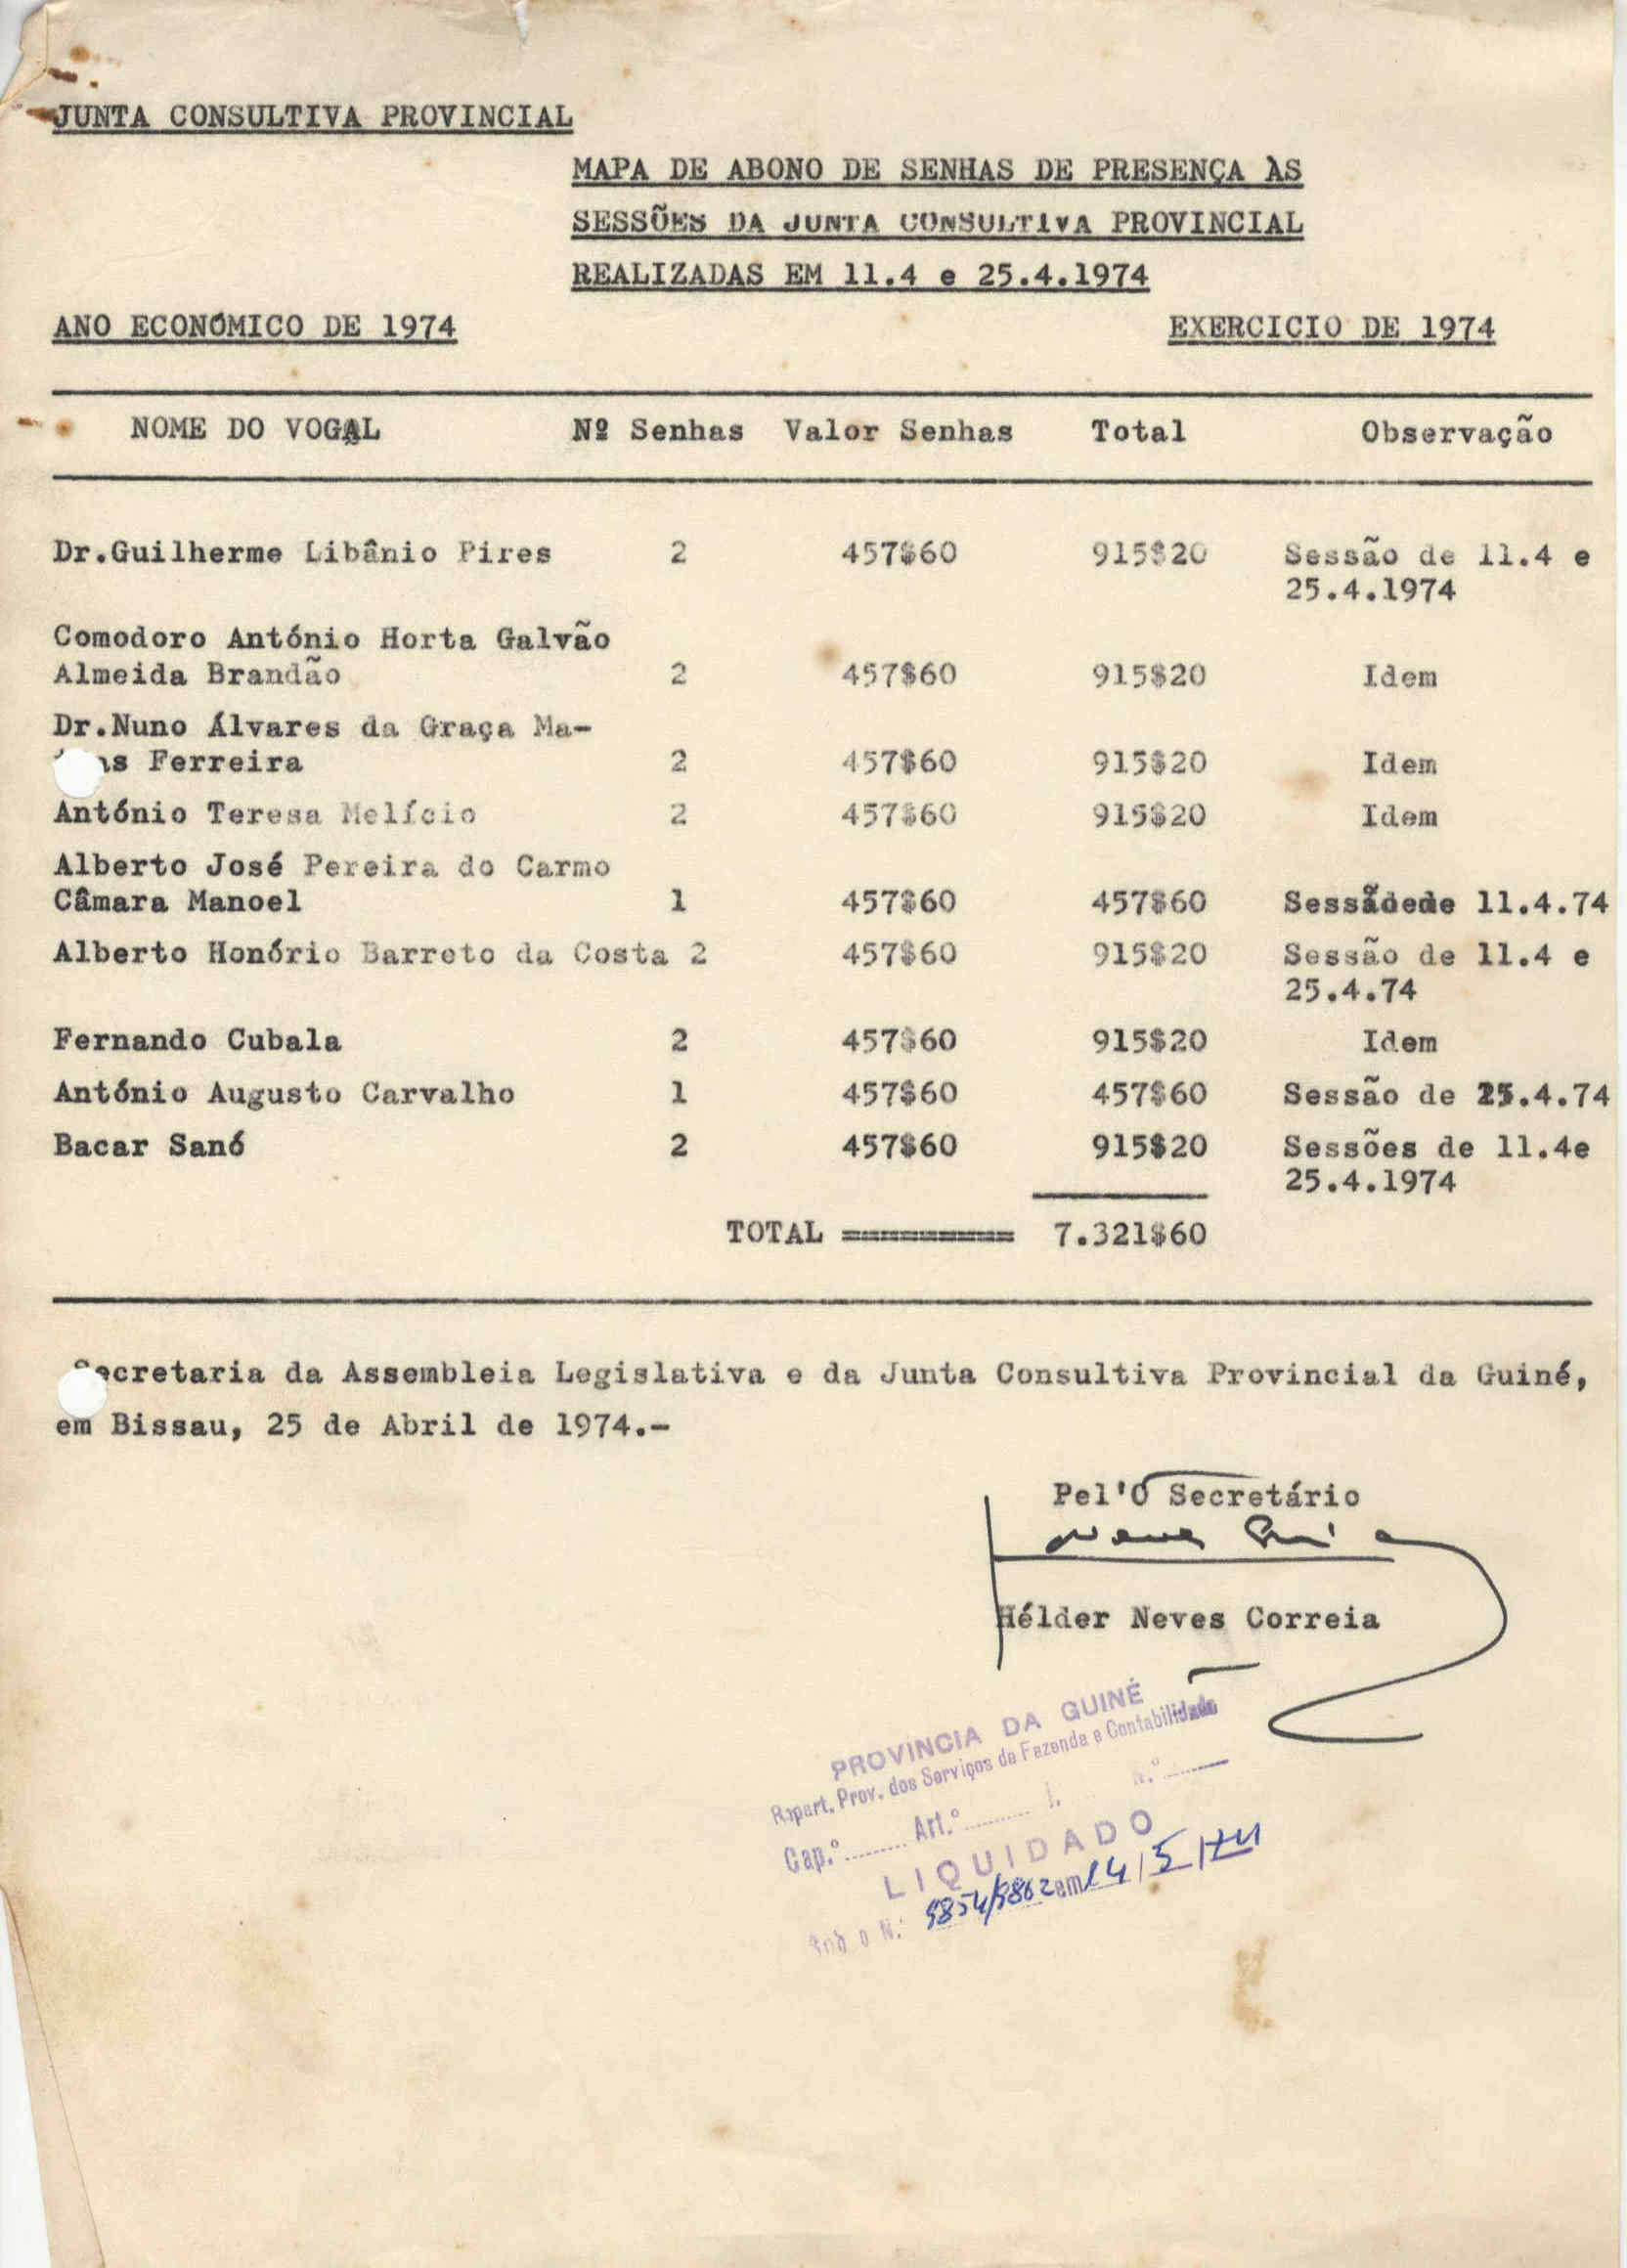 JUNTA CONSULTIVA PROVINCIAL
MAPA DE ABONO DE SENHAS DE PRESENÇA ÀS
SESSÕES DA JUNTA CONSULTIVA PROVINCIAL
REALIZADAS EM 11.4 e 25.4.1974
ANO ECONÓMICO DE 1974 EXERCICIO DE 1974
NOME DO VOGAL Nº Senhas Valor Senhas Total Observação
Dr.Guilherme Libânio Pires 2 457$60 915$20 Sessão de 11.4 e
25.4.1974
Comodoro António Horta Galvão
Almeida Brandão 2 457$60 915$20 Idem
Dr.Nuno Álvares da Graça Ma-
Ferreira 2 457$60 915$20 Idem
António Teresa Melício 2 457$60 915$20 Idem
Alberto José Pereira do Carmo
Câmara Manoel 1 457$60 457$60 Sessão de 11.4.74
Alberto Honório Barreto da Costa 2 457$60 915$20 Sessão de 11.4 e
25.4.74
Fernando Cubala 2 457$60 915$20 Idem
António Augusto Carvalho 1 457$60 457$60 Sessão de 25.4.74
Bacar Sanó 2 457$60 915$20 Sessões de 11.4e
25.4.1974
TOTAL ========= 7.321$60
Secretaria da Assembleia Legislativa e da Junta Consultiva Provincial da Guiné,
em Bissau, 25 de Abril de 1974.-
Pel'O Secretário
Hélder Neves Correia
PROVÍNCIA DA GUINÉ
Repart. Prov. dos Serviços de Fazenda e Contabilidade
Cap.º Art.º N.º
LIQUIDADO
Sob o N.º 9854/9862 em 14/5/74